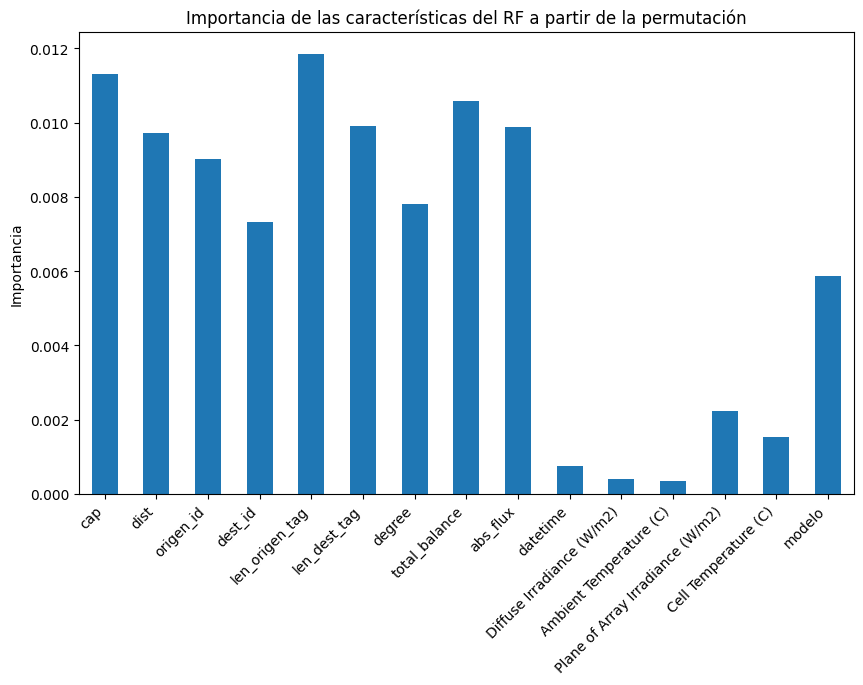 Importancia de las características del RF a partir de la permutación
0.012
0.010
0.008
0.006
0.004
0.002
0.000
Importancia
cap
dist
origen_id
dest_id
len_origen_tag
len_dest_tag
degree
total_balance
abs_flux
datetime
Diffuse Irradiance (W/m2)
Ambient Temperature (C)
Plane of Array Irradiance (W/m2)
Cell Temperature (C)
modelo